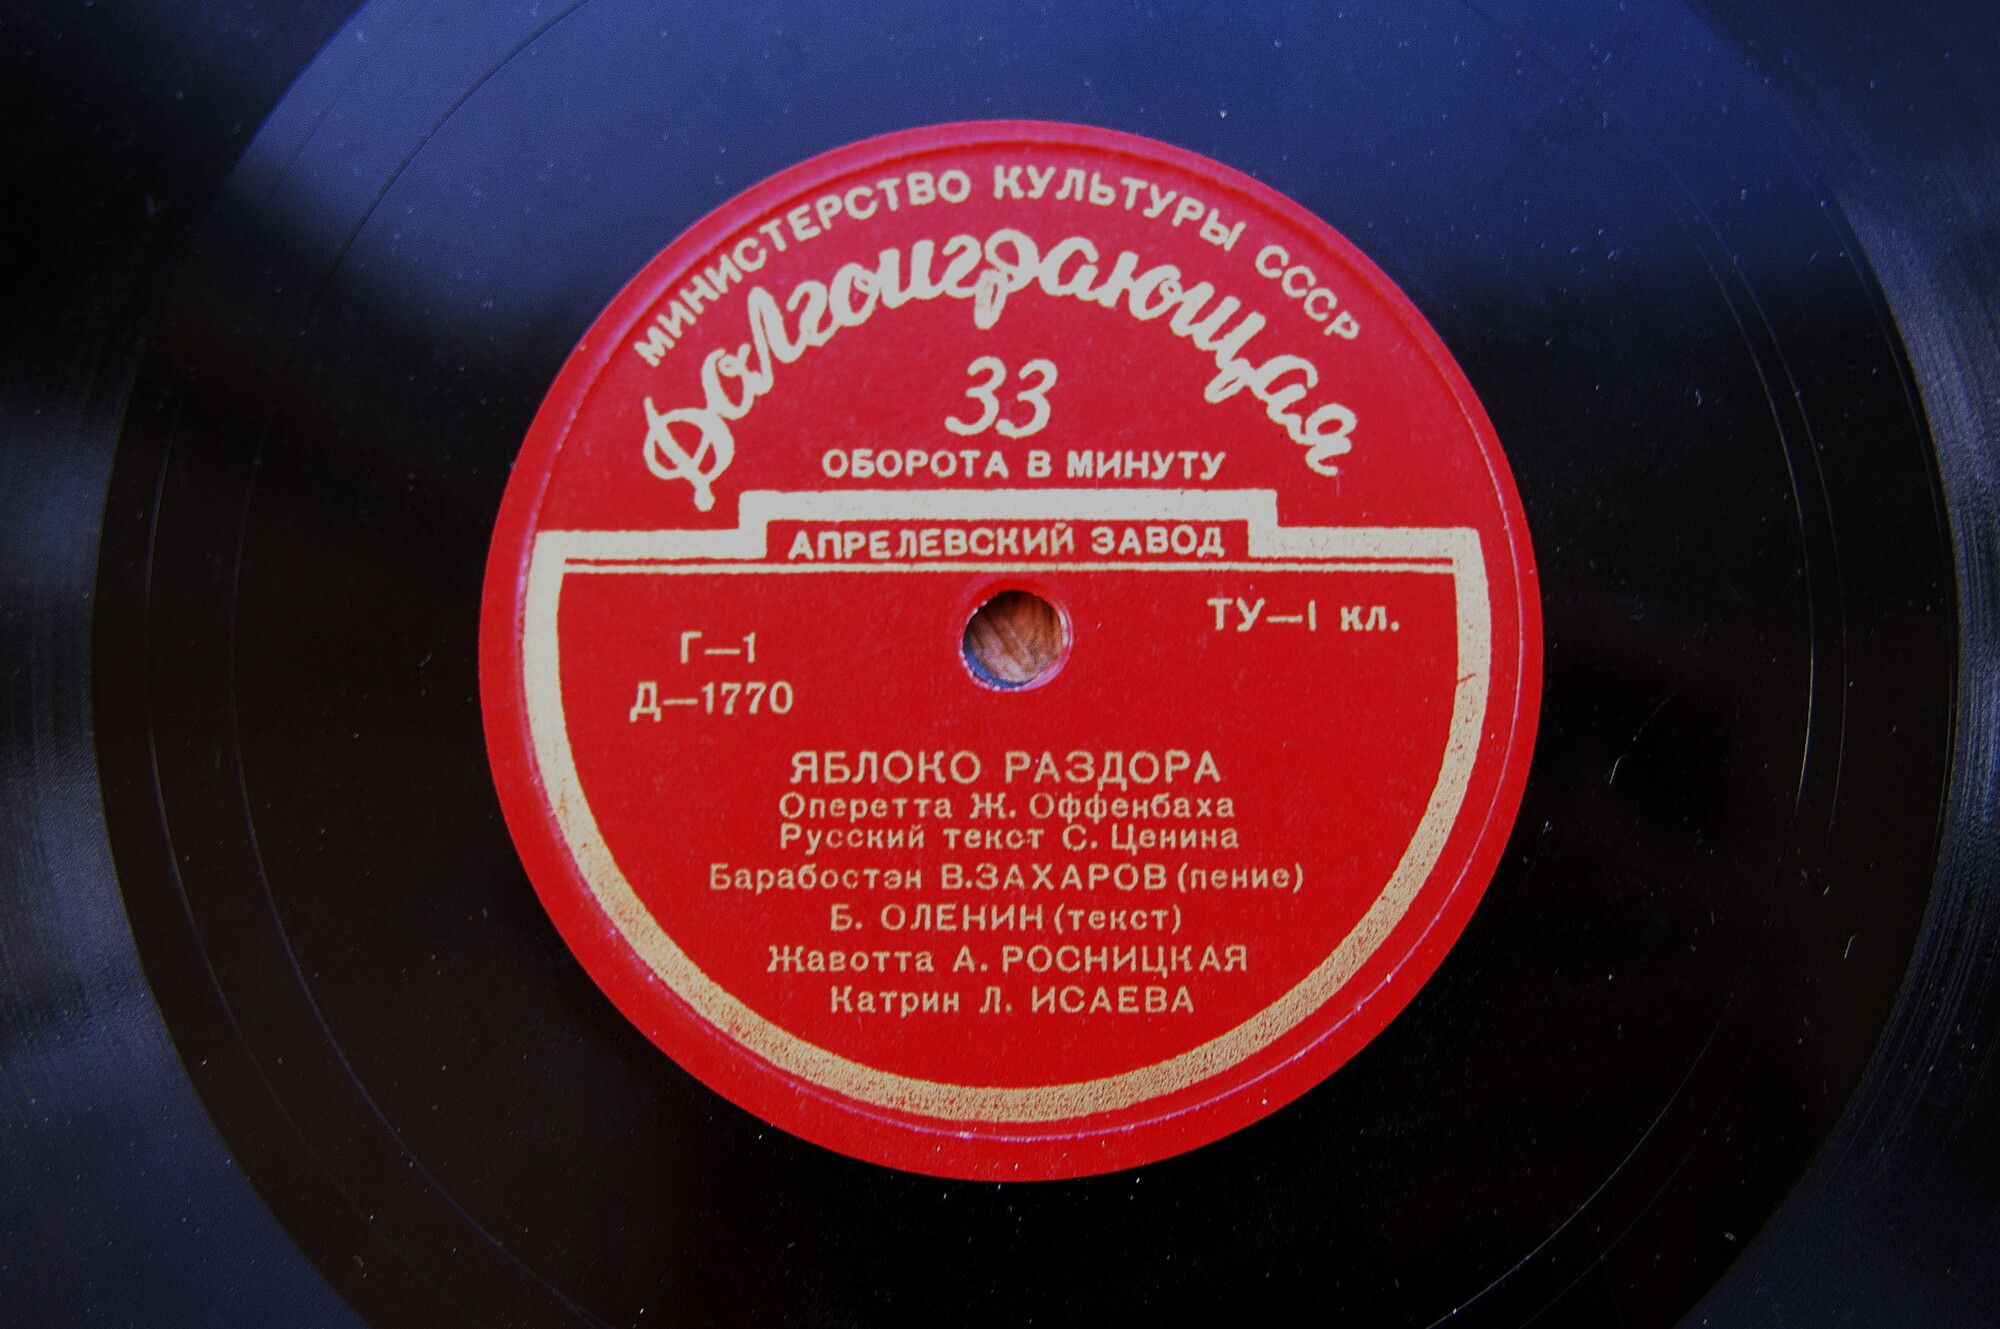 МИНИСТЕРСТВО КУЛЬТУРЫ СССР
Долгоиграющая
33
ОБОРОТА В МИНУТУ
АПРЕЛЕВСКИЙ ЗАВОД
ТУ—I кл.
Г—1
Д—1770
ЯБЛОКО РАЗДОРА
Оперетта Ж. Оффенбаха
Русский текст С. Ценина
Барабостэн В.ЗАХАРОВ (пение)
Б. ОЛЕНИН (текст)
Жавотта А. РОСНИЦКАЯ
Катрин Л. ИСАЕВА